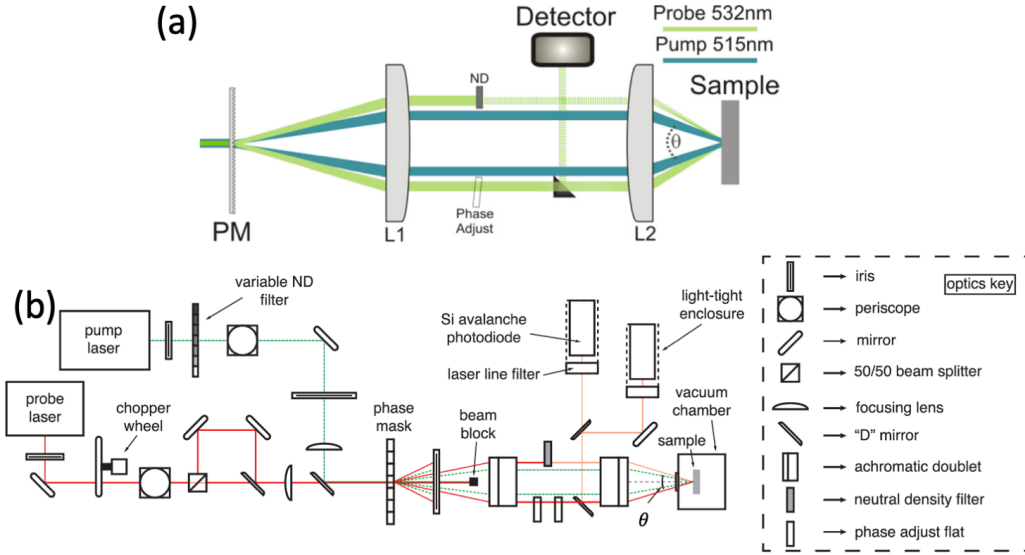 (a)
Detector
Probe 532nm
Pump 515nm
Sample
ND
θ
Phase
Adjust
PM
L1
L2
(b)
variable ND
filter
pump
laser
probe
laser
chopper
wheel
phase
mask
beam
block
Si avalanche
photodiode
laser line filter
light-tight
enclosure
vacuum
chamber
sample
θ
optics key
iris
periscope
mirror
50/50 beam splitter
focusing lens
“D” mirror
achromatic doublet
neutral density filter
phase adjust flat